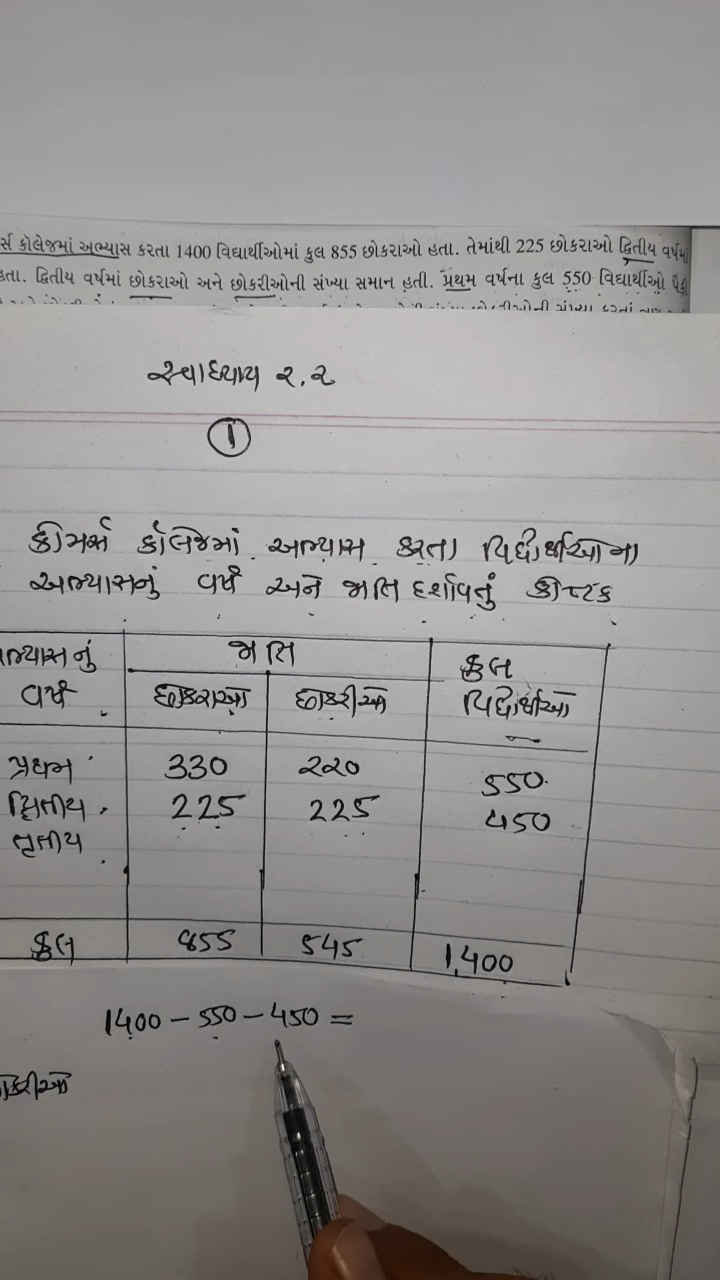 ર્સ કૉલેજમાં અભ્યાસ કરતા 1400 વિદ્યાર્થીઓમાં કુલ 855 છોકરાઓ હતા. તેમાંથી 225 છોકરાઓ દ્વિતીય વર્ષમાં
હતા. દ્વિતીય વર્ષમાં છોકરાઓ અને છોકરીઓની સંખ્યા સમાન હતી. પ્રથમ વર્ષના કુલ 550 વિદ્યાર્થીઓ પૈકી
સ્વાધ્યાય ૨.૨
1
કોમર્સ કૉલેજમાં અભ્યાસ કરતા વિદ્યાર્થીઓના
અભ્યાસનું વર્ષ અને જાતિ દર્શાવતું કોષ્ટક
અભ્યાસનું વર્ષ જાતિ કુલ વિદ્યાર્થીઓ
છોકરાઓ છોકરીઓ
પ્રથમ 330 220 550
દ્વિતીય 225 225 450
તૃતીય
કુલ 855 545 1,400
1400 – 550 – 450 =